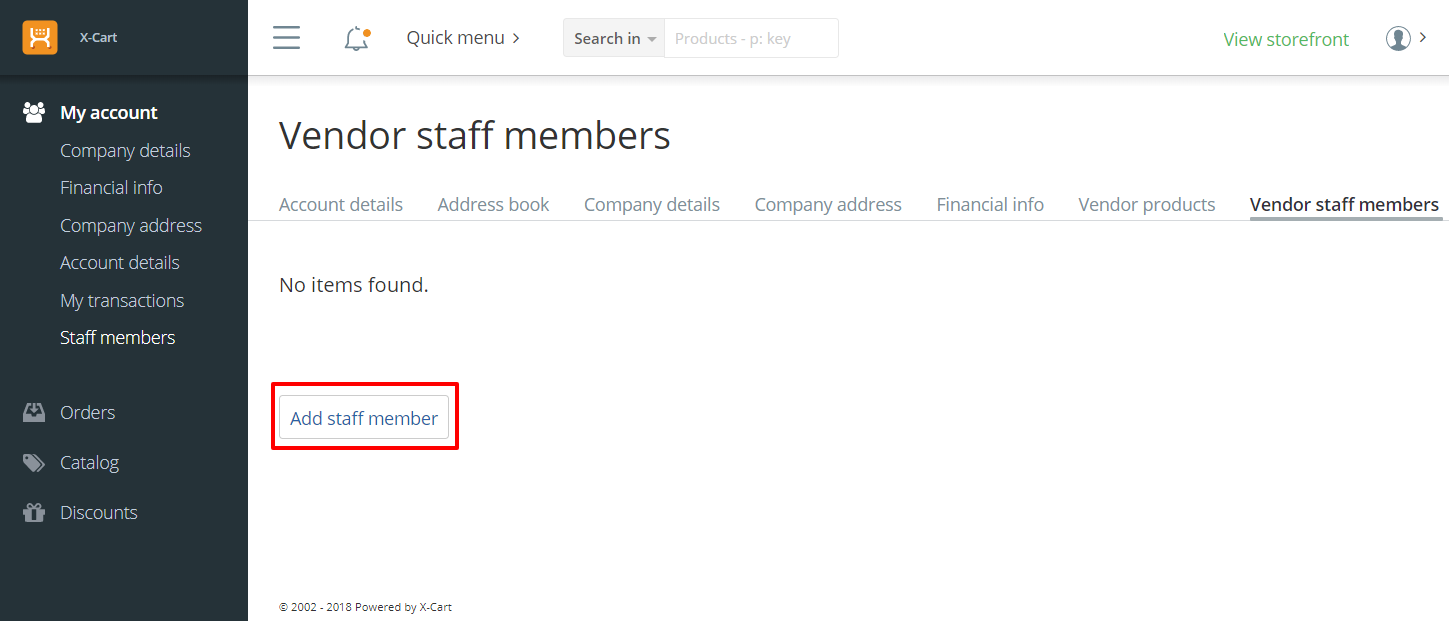 X-Cart
Quick menu
Search in
Products - p: key
View storefront
My account
Company details
Financial info
Company address
Account details
My transactions
Staff members
Orders
Catalog
Discounts
Vendor staff members
Account details
Address book
Company details
Company address
Financial info
Vendor products
Vendor staff members
No items found.
Add staff member
© 2002 - 2018 Powered by X-Cart